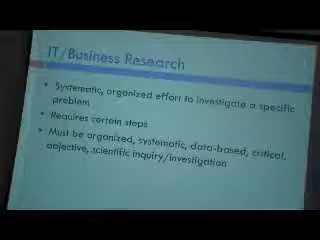 IT/Business Research
• Systematic, organized effort to investigate a specific
problem
• Requires certain steps
• Must be organized, systematic, data-based, critical,
objective, scientific inquiry/investigation